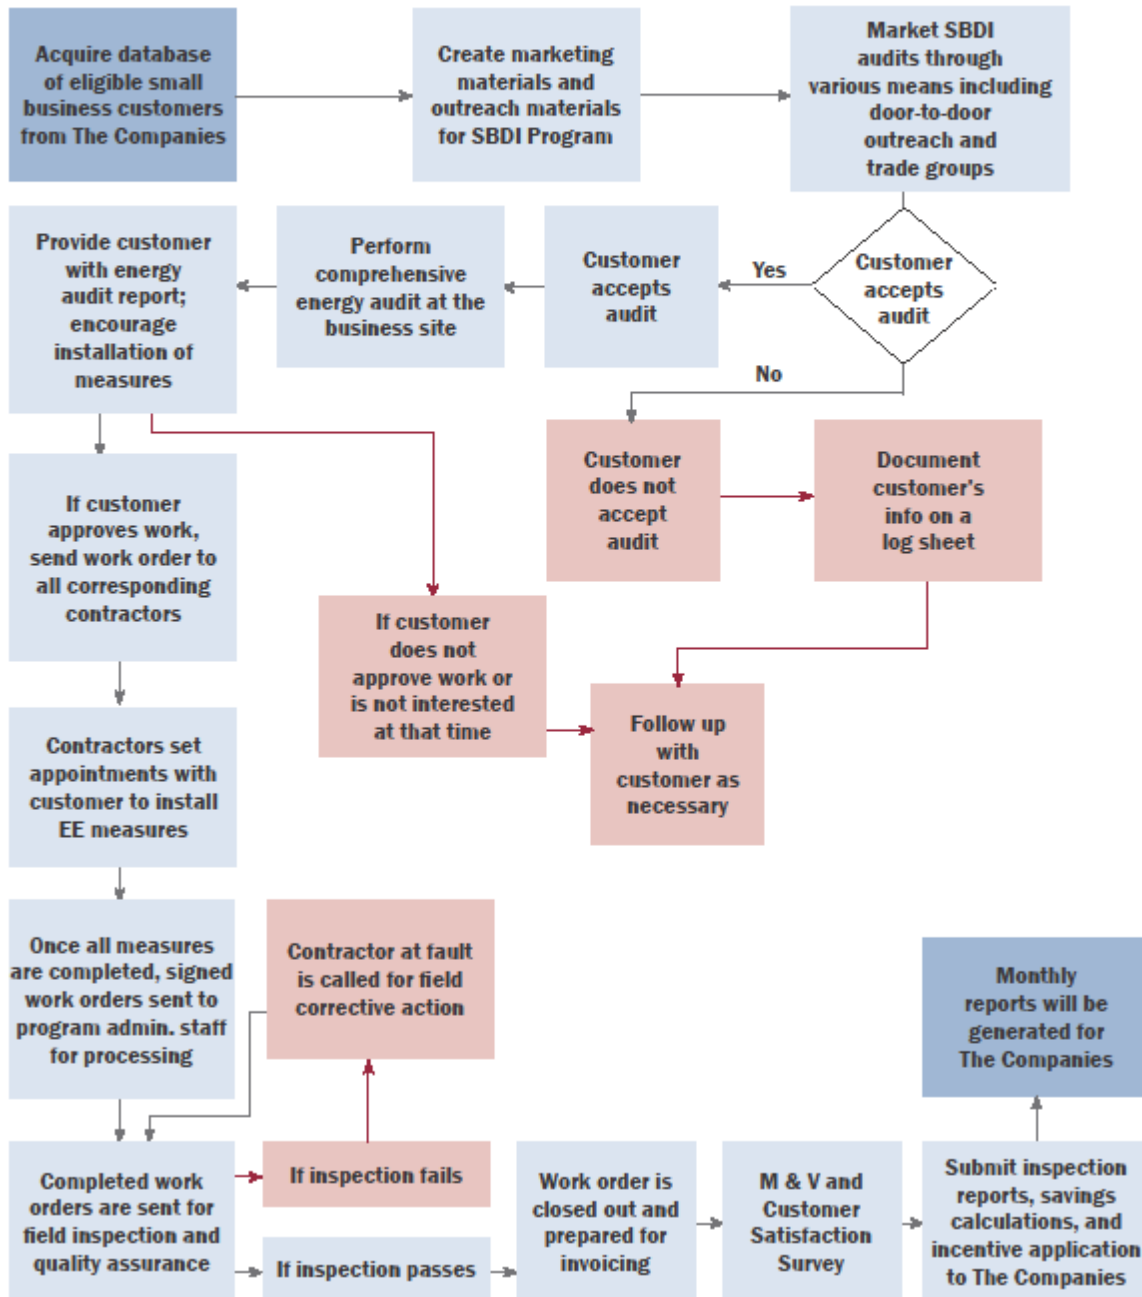 Acquire database
of eligible small
business customers
from The Companies
Create marketing
materials and
outreach materials
for SBDI Program
Market SBDI
audits through
various means including
door-to-door
outreach and
trade groups
Customer
accepts
audit
Yes
No
Customer
accepts
audit
Perform
comprehensive
energy audit at the
business site
Provide customer
with energy
audit report;
encourage
installation of
measures
Customer
does not
accept
audit
Document
customer's
info on a
log sheet
If customer
approves work,
send work order to
all corresponding
contractors
If customer
does not
approve work or
is not interested
at that time
Follow up
with
customer as
necessary
Contractors set
appointments with
customer to install
EE measures
Once all measures
are completed, signed
work orders sent to
program admin. staff
for processing
Contractor at fault
is called for field
corrective action
Completed work
orders are sent for
field inspection and
quality assurance
If inspection fails
If inspection passes
Work order is
closed out and
prepared for
invoicing
M & V and
Customer
Satisfaction
Survey
Submit inspection
reports, savings
calculations, and
incentive application
to The Companies
Monthly
reports will be
generated for
The Companies